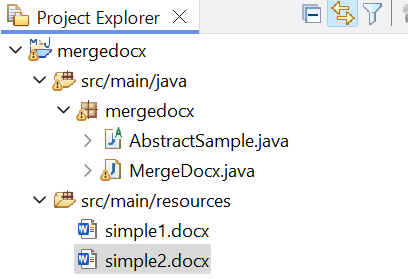 Project Explorer
mergedocx
src/main/java
mergedocx
AbstractSample.java
MergeDocx.java
src/main/resources
simple1.docx
simple2.docx